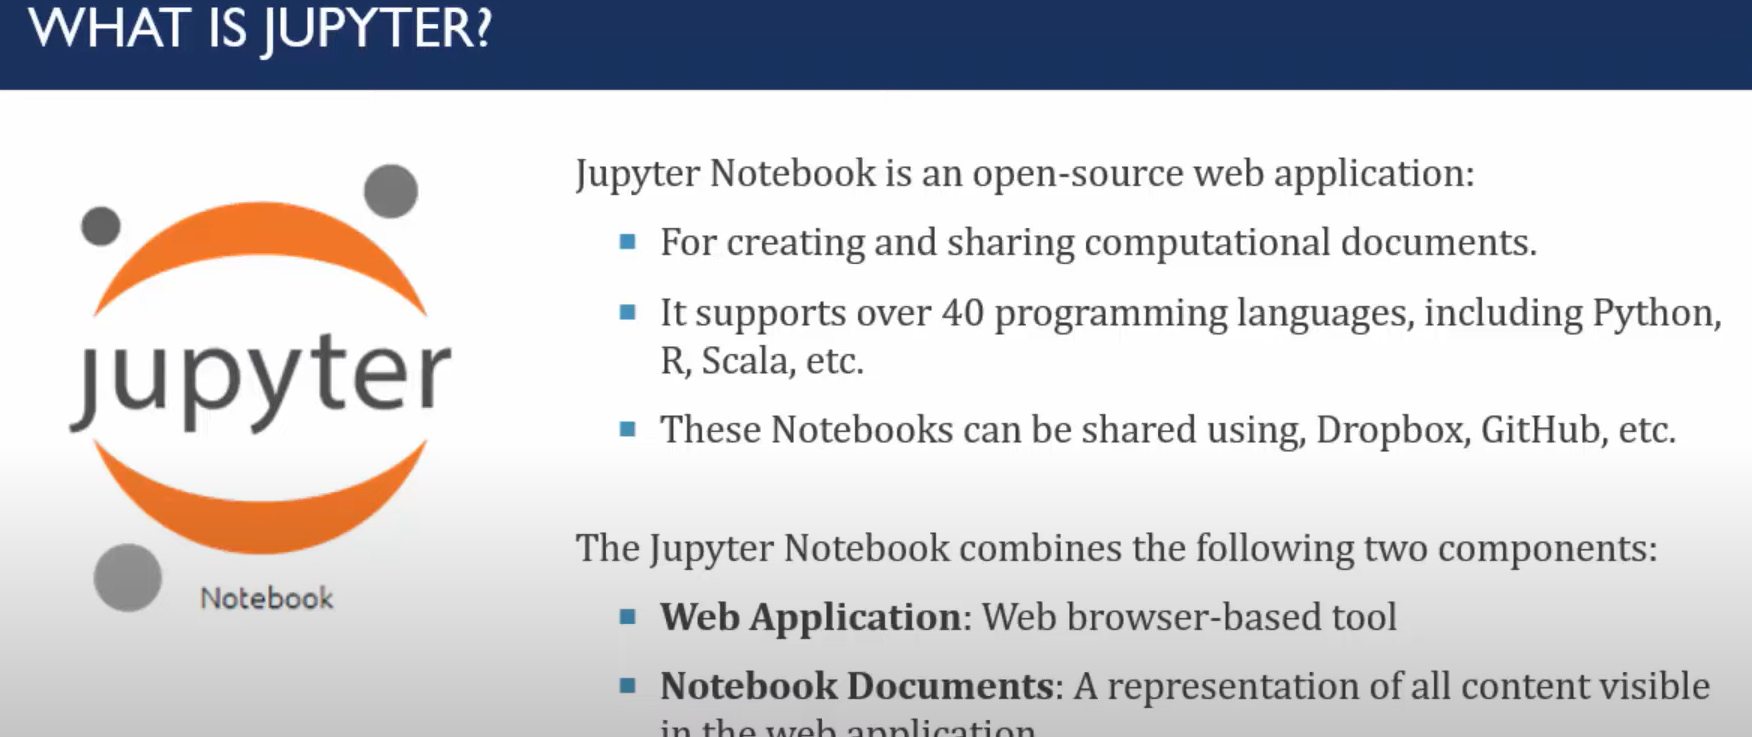 WHAT IS JUPYTER?
jupyter
Notebook
Jupyter Notebook is an open-source web application:
For creating and sharing computational documents.
It supports over 40 programming languages, including Python,
R, Scala, etc.
These Notebooks can be shared using, Dropbox, GitHub, etc.
The Jupyter Notebook combines the following two components:
Web Application: Web browser-based tool
Notebook Documents: A representation of all content visible
in the web application